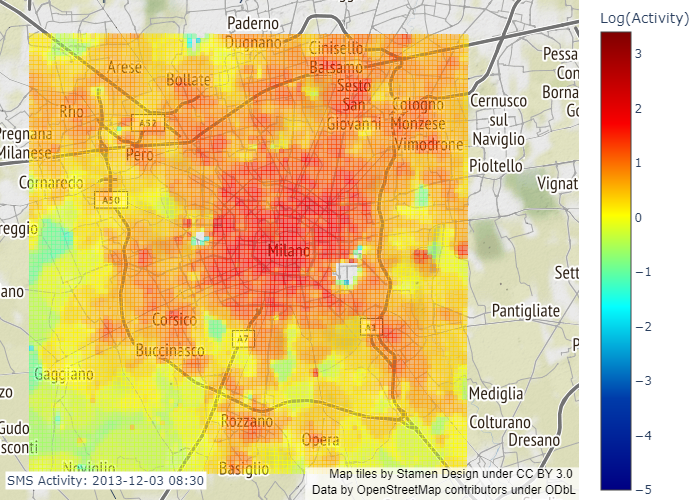 Log(Activity)
3
2
1
0
−1
−2
−3
−4
−5
Paderno
Dugnano
Cinisello
Balsamo
Arese
Bollate
Sesto
San
Giovanni
Rho
Cologno
Monzese
Cernusco
sul
Naviglio
A52
Vimodrone
Pregnana
Milanese
Pero
Pioltello
Cornaredo
A50
Vignat
reggio
Milano
Sett
ano
Pantigliate
Corsico
A7
A1
Buccinasco
Gaggiano
Mediglia
Rozzano
Colturano
Dresano
Opera
Gudo
sconti
Noviglio
Basiglio
Pessa
Con
Borna
Go
zo
P
SMS Activity: 2013-12-03 08:30
Map tiles by Stamen Design under CC BY 3.0
Data by OpenStreetMap contributors under ODbL